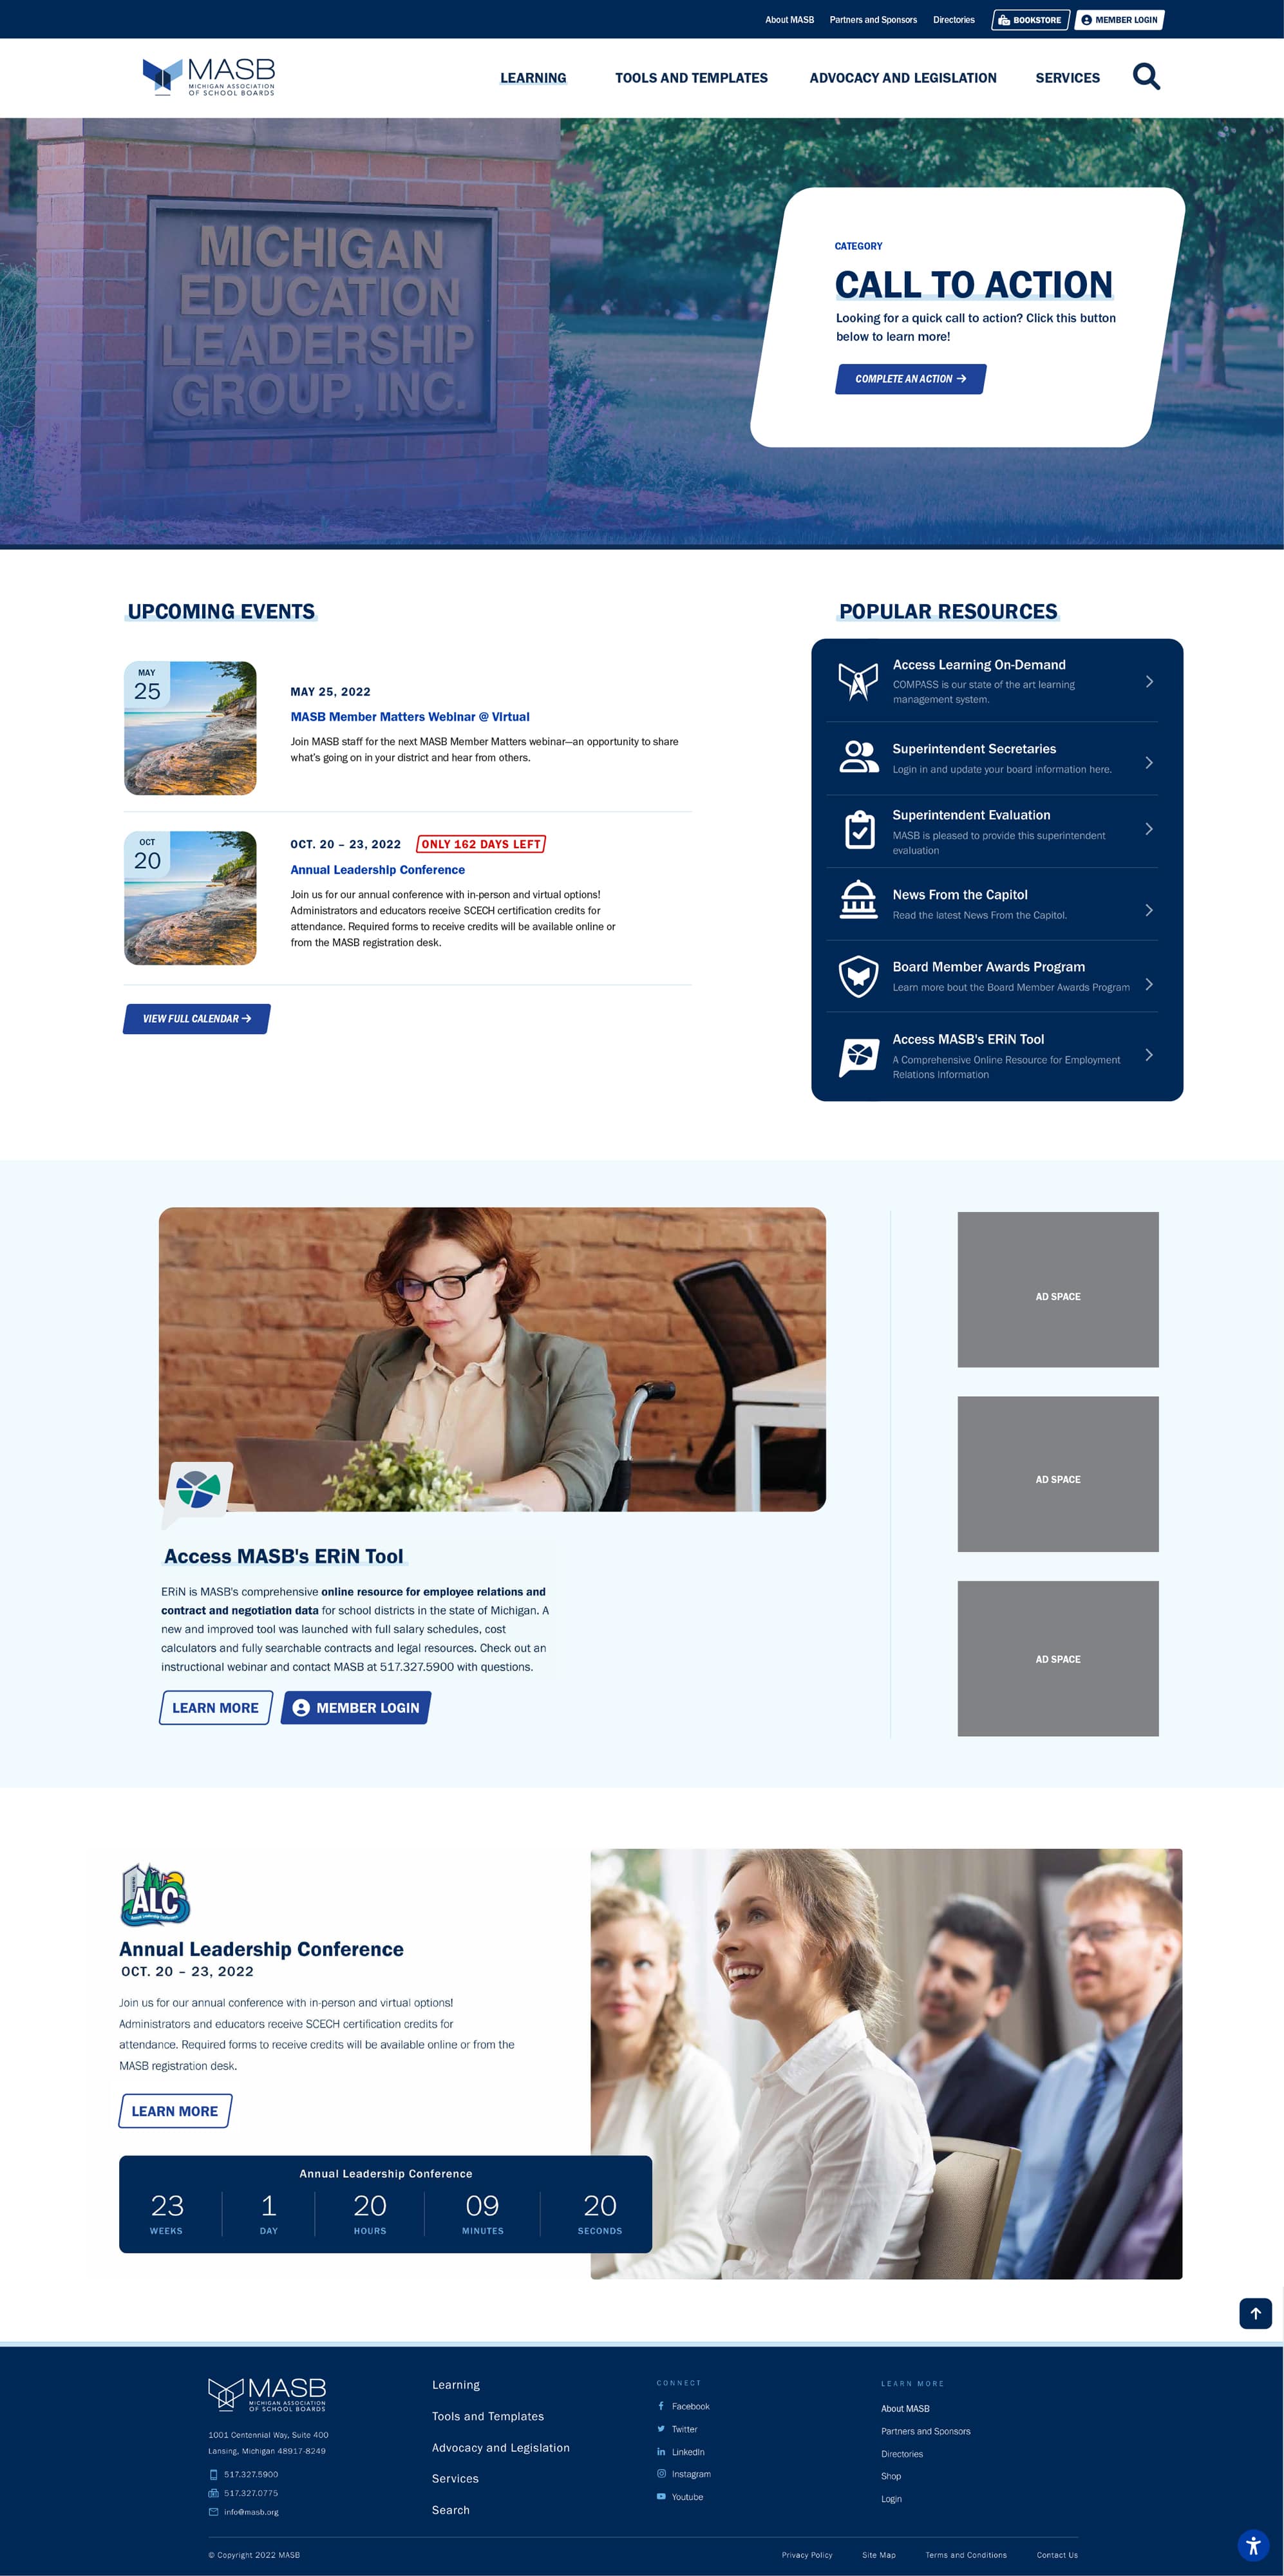 About MASB Partners and Sponsors Directories BOOKSTORE MEMBER LOGIN
MASB
MICHIGAN ASSOCIATION
OF SCHOOL BOARDS
LEARNING TOOLS AND TEMPLATES ADVOCACY AND LEGISLATION SERVICES
MICHIGAN
EDUCATION
LEADERSHIP
GROUP, INC.
CATEGORY
CALL TO ACTION
Looking for a quick call to action? Click this button
below to learn more!
COMPLETE AN ACTION
UPCOMING EVENTS
MAY
25
MAY 25, 2022
MASB Member Matters Webinar @ Virtual
Join MASB staff for the next MASB Member Matters webinar—an opportunity to share
what's going on in your district and hear from others.
OCT
20
OCT. 20 – 23, 2022 ONLY 162 DAYS LEFT
Annual Leadership Conference
Join us for our annual conference with in-person and virtual options!
Administrators and educators receive SCECH certification credits for
attendance. Required forms to receive credits will be available online or
from the MASB registration desk.
VIEW FULL CALENDAR
POPULAR RESOURCES
Access Learning On-Demand
COMPASS is our state of the art learning
management system.
Superintendent Secretaries
Login in and update your board information here.
Superintendent Evaluation
MASB is pleased to provide this superintendent
evaluation
News From the Capitol
Read the latest News From the Capitol.
Board Member Awards Program
Learn more bout the Board Member Awards Program
Access MASB's ERiN Tool
A Comprehensive Online Resource for Employment
Relations Information
Access MASB's ERiN Tool
ERiN is MASB's comprehensive online resource for employee relations and
contract and negotiation data for school districts in the state of Michigan. A
new and improved tool was launched with full salary schedules, cost
calculators and fully searchable contracts and legal resources. Check out an
instructional webinar and contact MASB at 517.327.5900 with questions.
LEARN MORE MEMBER LOGIN
AD SPACE
AD SPACE
AD SPACE
ALC
Annual Leadership Conference
Annual Leadership Conference
OCT. 20 – 23, 2022
Join us for our annual conference with in-person and virtual options!
Administrators and educators receive SCECH certification credits for
attendance. Required forms to receive credits will be available online or from the
MASB registration desk.
LEARN MORE
Annual Leadership Conference
23 1 20 09 20
WEEKS DAY HOURS MINUTES SECONDS
MASB
MICHIGAN ASSOCIATION
OF SCHOOL BOARDS
1001 Centennial Way, Suite 400
Lansing, Michigan 48917-8249
517.327.5900
517.327.0775
info@masb.org
Learning
Tools and Templates
Advocacy and Legislation
Services
Search
CONNECT
Facebook
Twitter
LinkedIn
Instagram
Youtube
LEARN MORE
About MASB
Partners and Sponsors
Directories
Shop
Login
© Copyright 2022 MASB Privacy Policy Site Map Terms and Conditions Contact Us